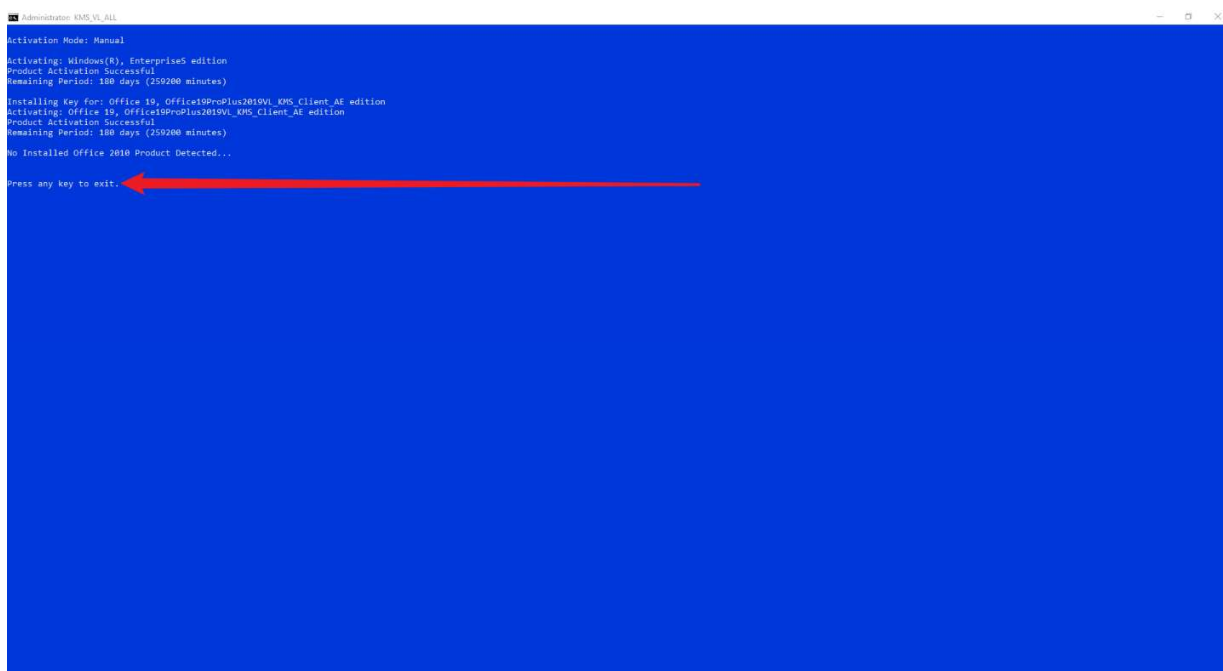 Administrator: KMS_VL_ALL
Activation Mode: Manual
Activating: Windows(R), EnterpriseS edition
Product Activation Successful
Remaining Period: 180 days (259200 minutes)
Installing Key for: Office 19, Office19ProPlus2019VL_KMS_Client_AE edition
Activating: Office 19, Office19ProPlus2019VL_KMS_Client_AE edition
Product Activation Successful
Remaining Period: 180 days (259200 minutes)
No Installed Office 2010 Product Detected...
Press any key to exit.